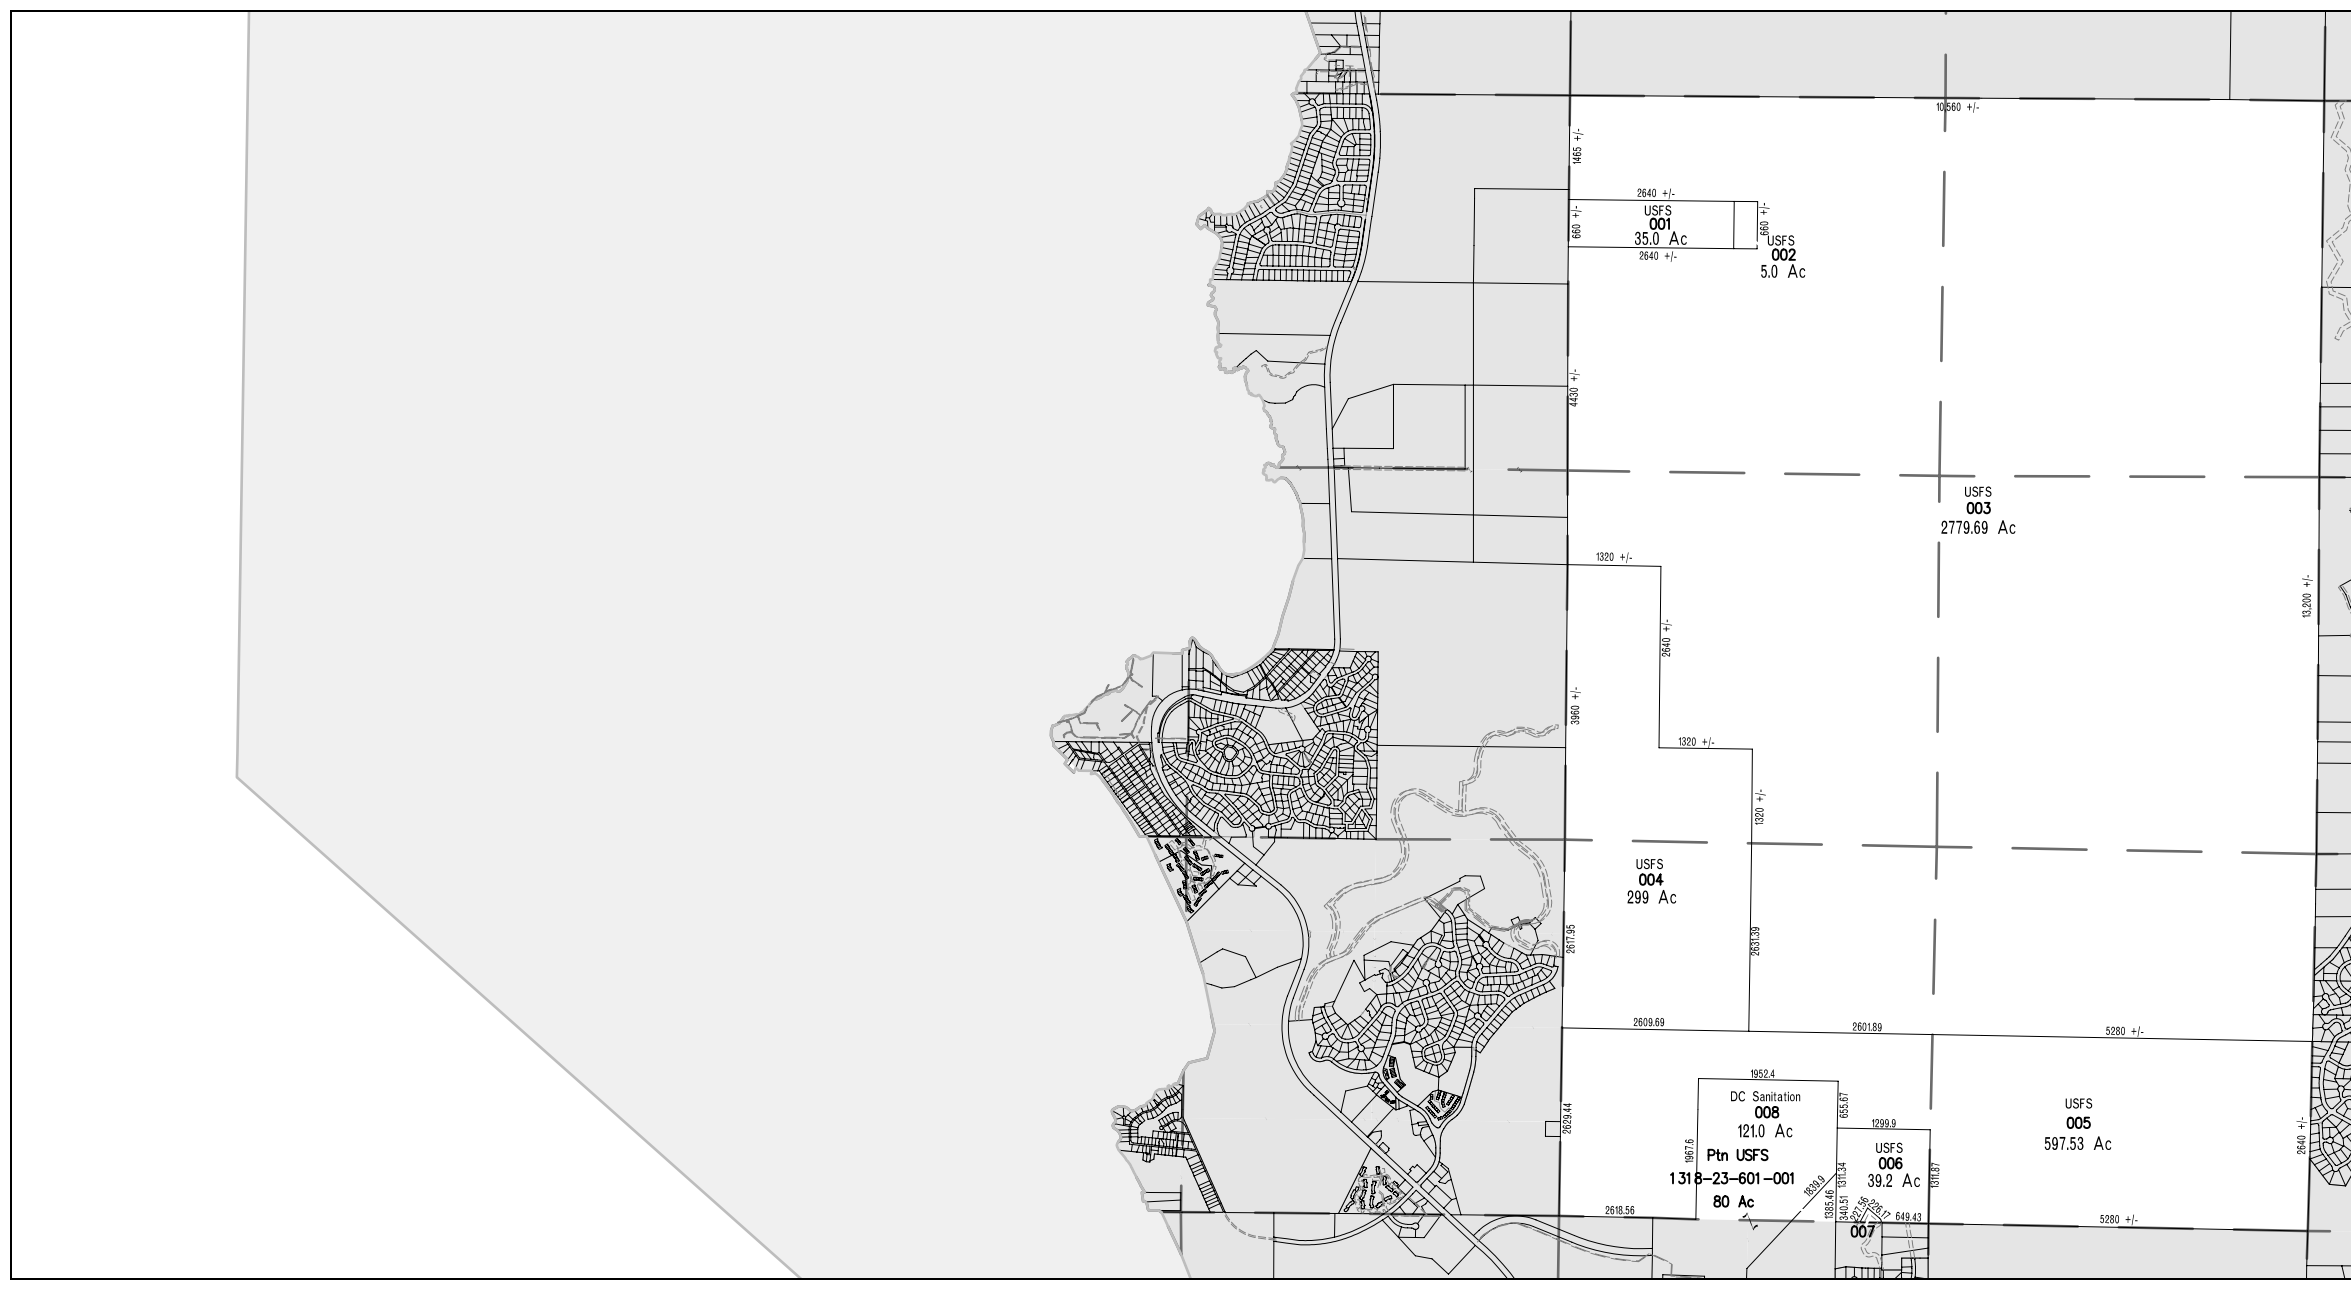 10,560 +/-
1465 +/-
2640 +/-
660 +/-
USFS
001
35.0 Ac
660 +/-
2640 +/-
USFS
002
5.0 Ac
4430 +/-
USFS
003
2779.69 Ac
1320 +/-
13,200 +/-
2640 +/-
3960 +/-
1320 +/-
1320 +/-
USFS
004
299 Ac
2617.95
2631.39
2609.69
2601.89
5280 +/-
1952.4
DC Sanitation
008
121.0 Ac
655.67
2629.44
1299.9
USFS
005
597.53 Ac
2640 +/-
1967.6
Ptn USFS
1318-23-601-001
80 Ac
USFS
006
39.2 Ac
1311.34
1311.87
1839.9
1385.46
340.51
227.56
226.17
649.43
2618.56
5280 +/-
007